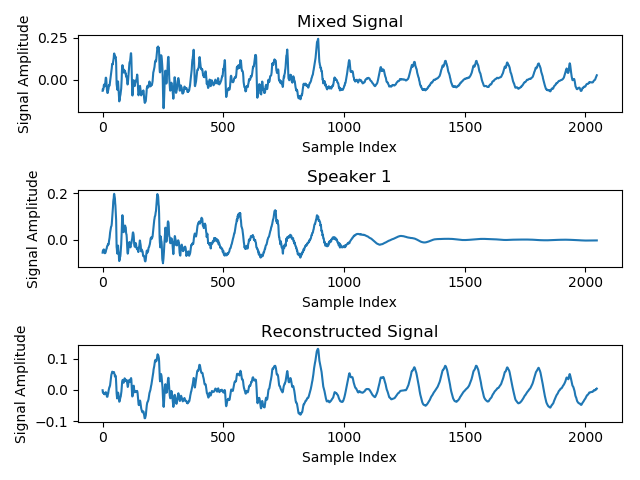 Mixed Signal
Signal Amplitude
0.25
0.00
0 500 1000 1500 2000
Sample Index
Speaker 1
Signal Amplitude
0.2
0.0
0 500 1000 1500 2000
Sample Index
Reconstructed Signal
Signal Amplitude
0.1
0.0
−0.1
0 500 1000 1500 2000
Sample Index